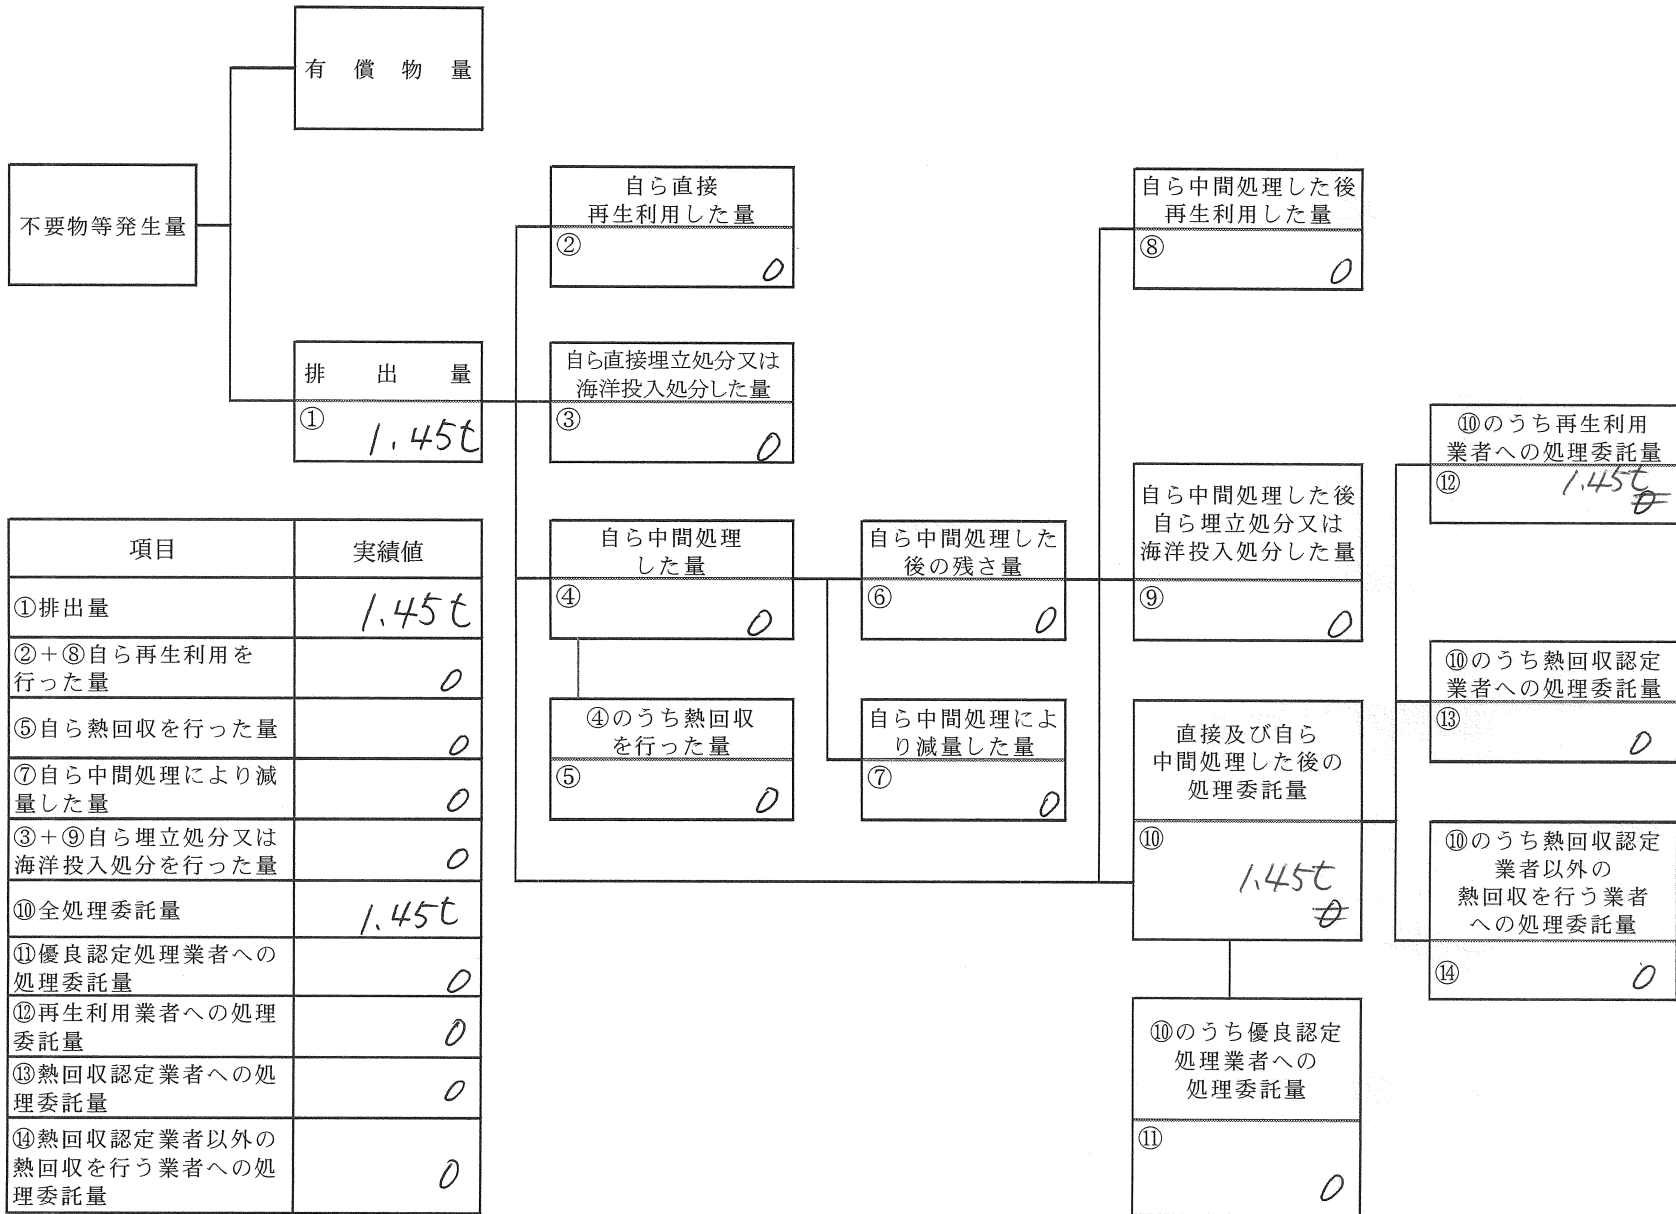 有償物量
不要物等発生量
排出量
①
1.45t
自ら直接
再生利用した量
②
0
自ら直接埋立処分又は
海洋投入処分した量
③
0
自ら中間処理
した量
④
0
④のうち熱回収
を行った量
⑤
0
自ら中間処理した
後の残さ量
⑥
0
自ら中間処理によ
り減量した量
⑦
0
自ら中間処理した後
再生利用した量
⑧
0
自ら中間処理した後
自ら埋立処分又は
海洋投入処分した量
⑨
0
直接及び自ら
中間処理した後の
処理委託量
⑩
1.45t
0
⑩のうち優良認定
処理業者への
処理委託量
⑪
0
⑩のうち再生利用
業者への処理委託量
⑫
1.45t
0
⑩のうち熱回収認定
業者への処理委託量
⑬
0
⑩のうち熱回収認定
業者以外の
熱回収を行う業者
への処理委託量
⑭
0
項目 実績値
①排出量 1.45t
②+⑧自ら再生利用を
行った量 0
⑤自ら熱回収を行った量 0
⑦自ら中間処理により減
量した量 0
③+⑨自ら埋立処分又は
海洋投入処分を行った量 0
⑩全処理委託量 1.45t
⑪優良認定処理業者への
処理委託量 0
⑫再生利用業者への処理
委託量 0
⑬熱回収認定業者への処
理委託量 0
⑭熱回収認定業者以外の
熱回収を行う業者への処
理委託量 0